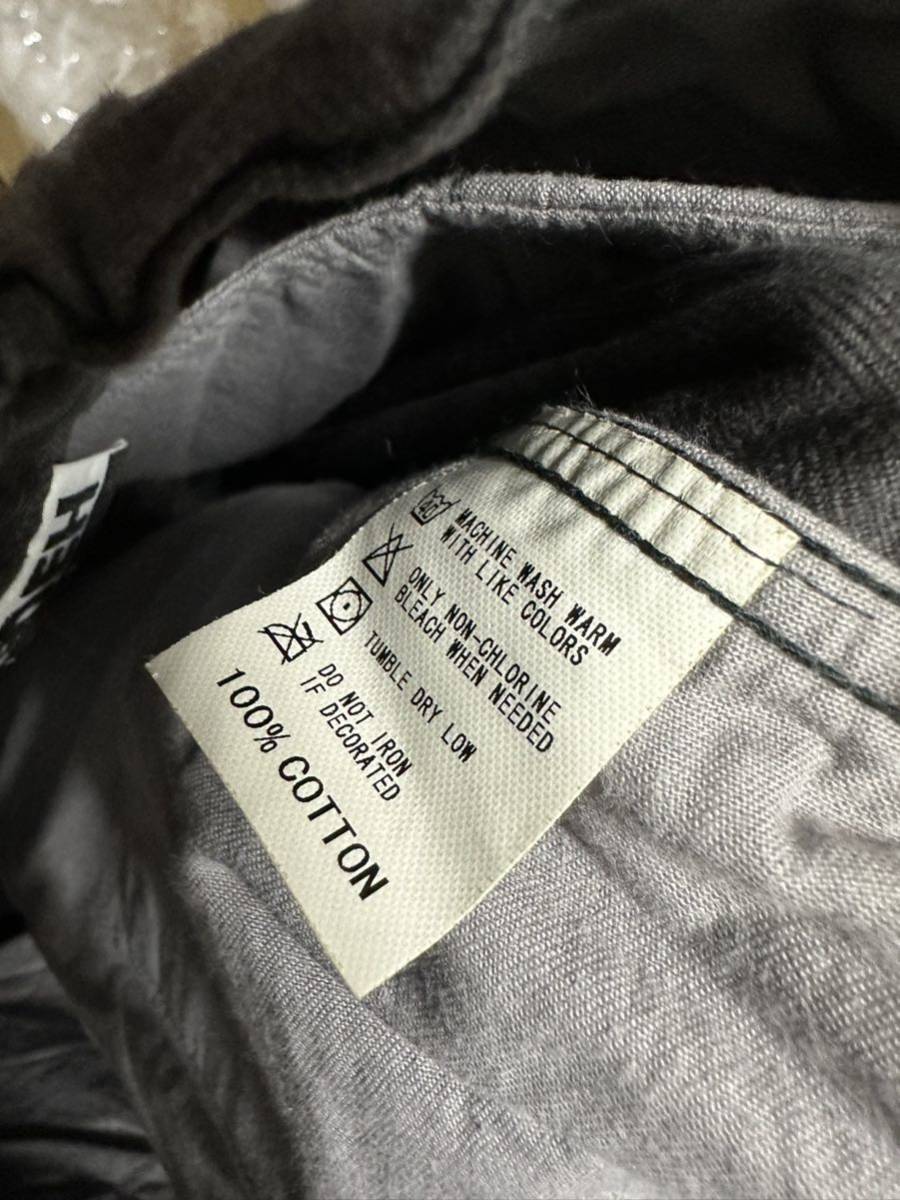 40
MACHINE WASH WARM
WITH LIKE COLORS
ONLY NON-CHLORINE
BLEACH WHEN NEEDED
TUMBLE DRY LOW
DO NOT IRON
IF DECORATED
100% COTTON